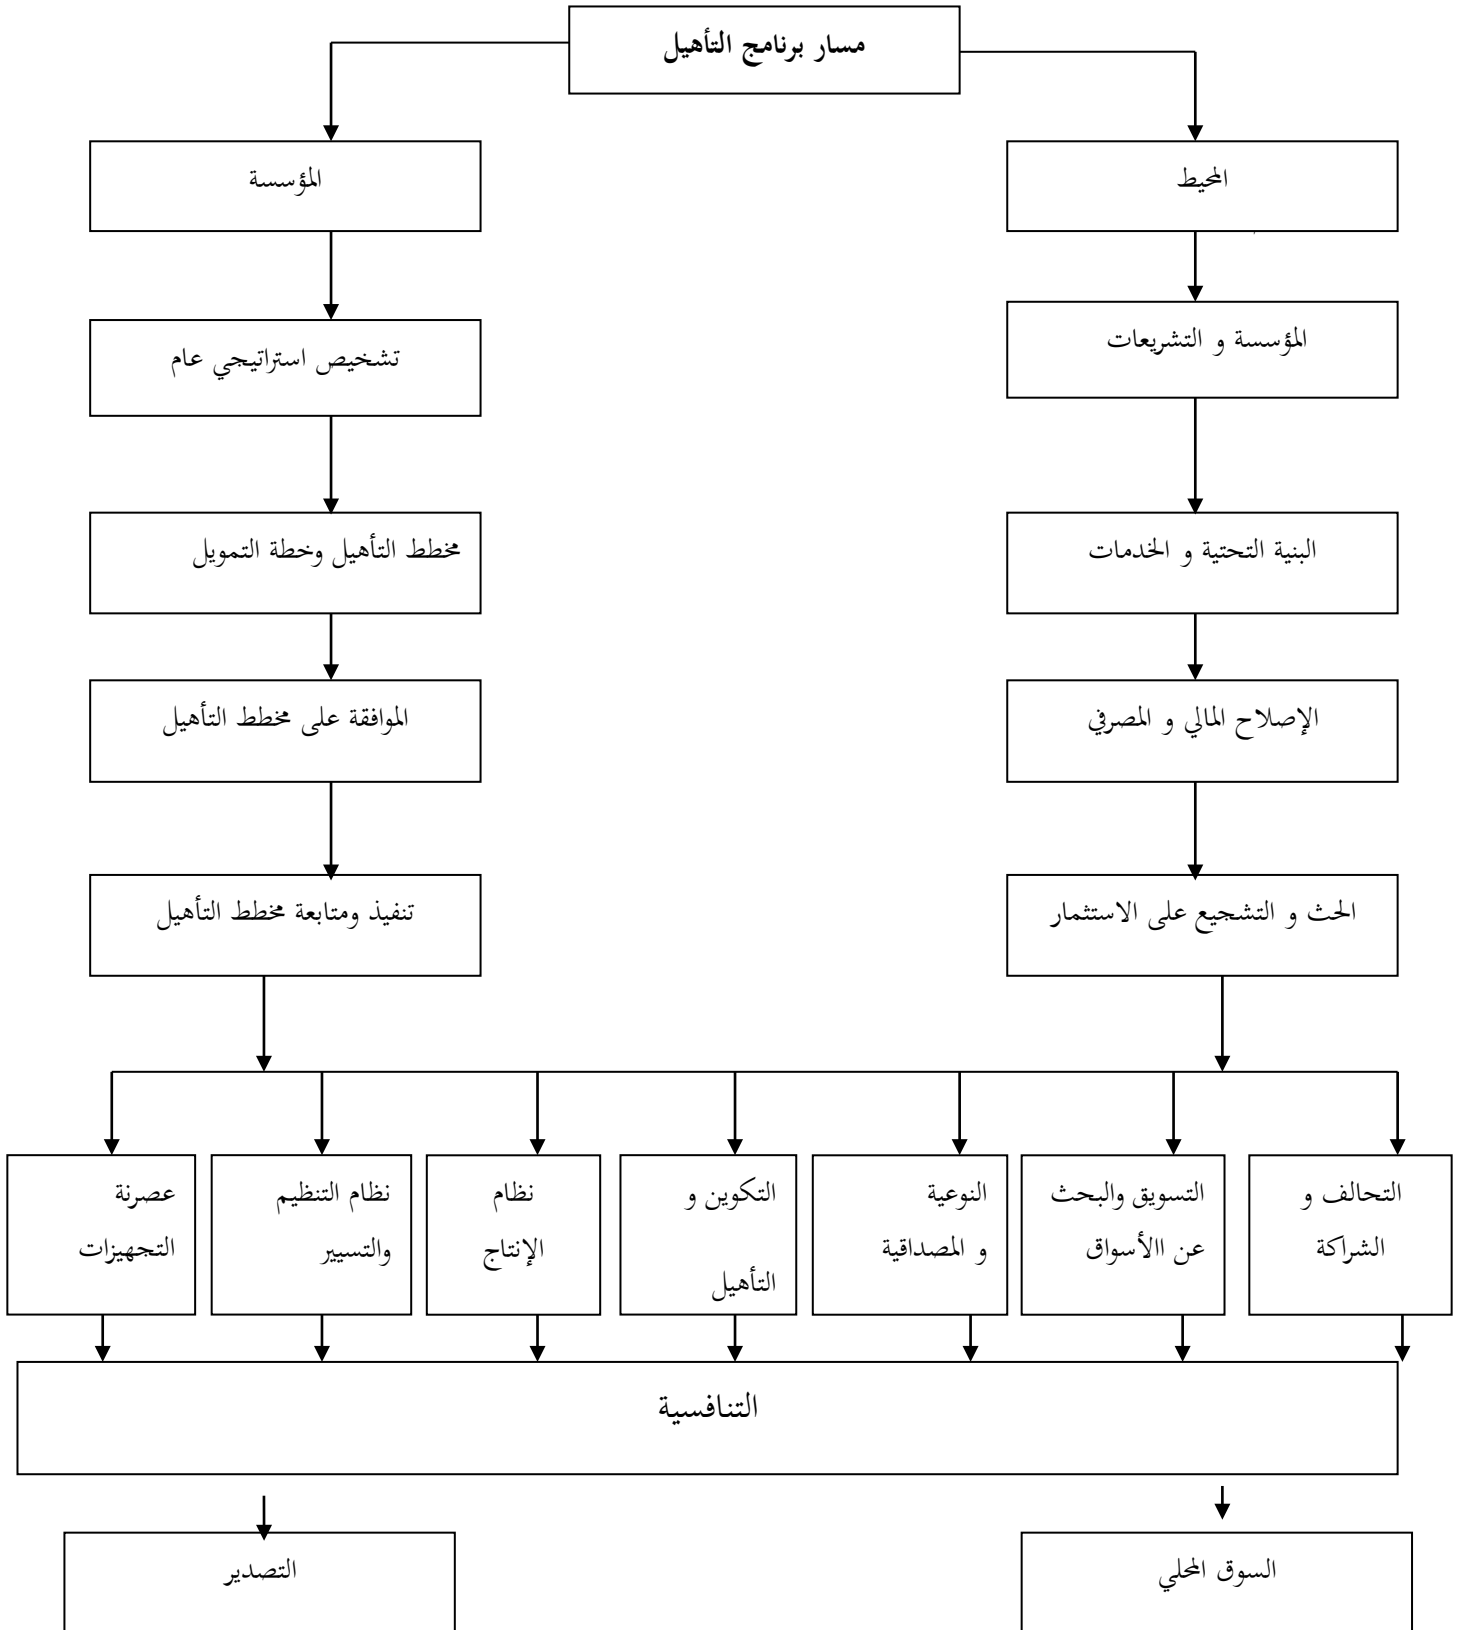 مسار برنامج التأهيل
المحيط
المؤسسة
المؤسسة و التشريعات
تشخيص استراتيجي عام
البنية التحتية و الخدمات
مخطط التأهيل وخطة التمويل
الإصلاح المالي و المصرفي
الموافقة على مخطط التأهيل
الحث و التشجيع على الاستثمار
تنفيذ ومتابعة مخطط التأهيل
التحالف و
الشراكة
التسويق والبحث
عن االأسواق
النوعية
و المصداقية
التكوين و
التأهيل
نظام
الإنتاج
نظام التنظيم
والتسيير
عصرنة
التجهيزات
التنافسية
السوق المحلي
التصدير